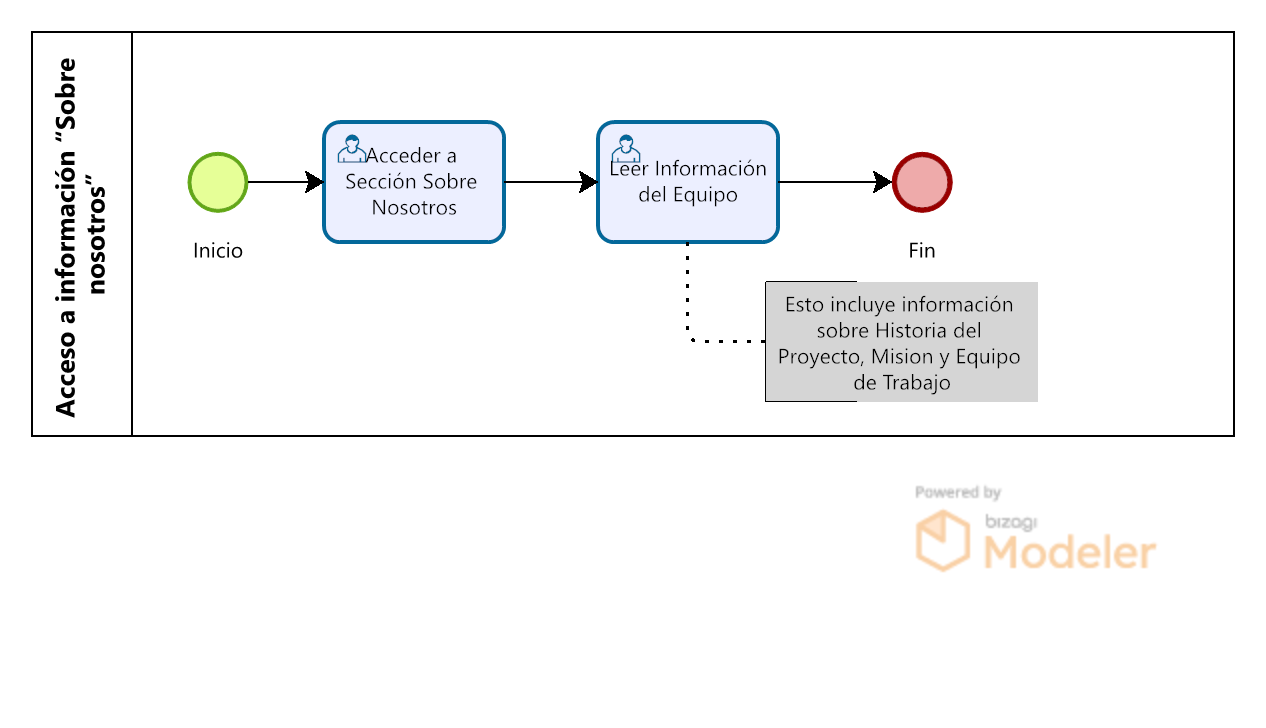 Acceso a información “Sobre
nosotros”
Acceder a
Sección Sobre
Nosotros
Leer Información
del Equipo
Inicio
Fin
Esto incluye información
sobre Historia del
Proyecto, Mision y Equipo
de Trabajo
Powered by
bizagi
Modeler